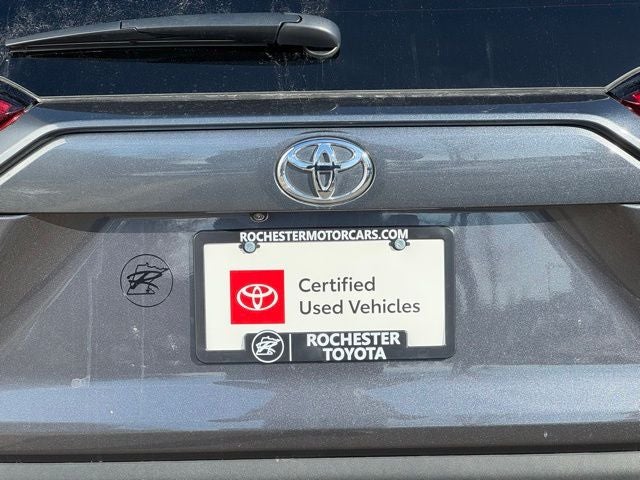 ROCHESTERMOTORCARS.COM
Certified
Used Vehicles
ROCHESTER
TOYOTA